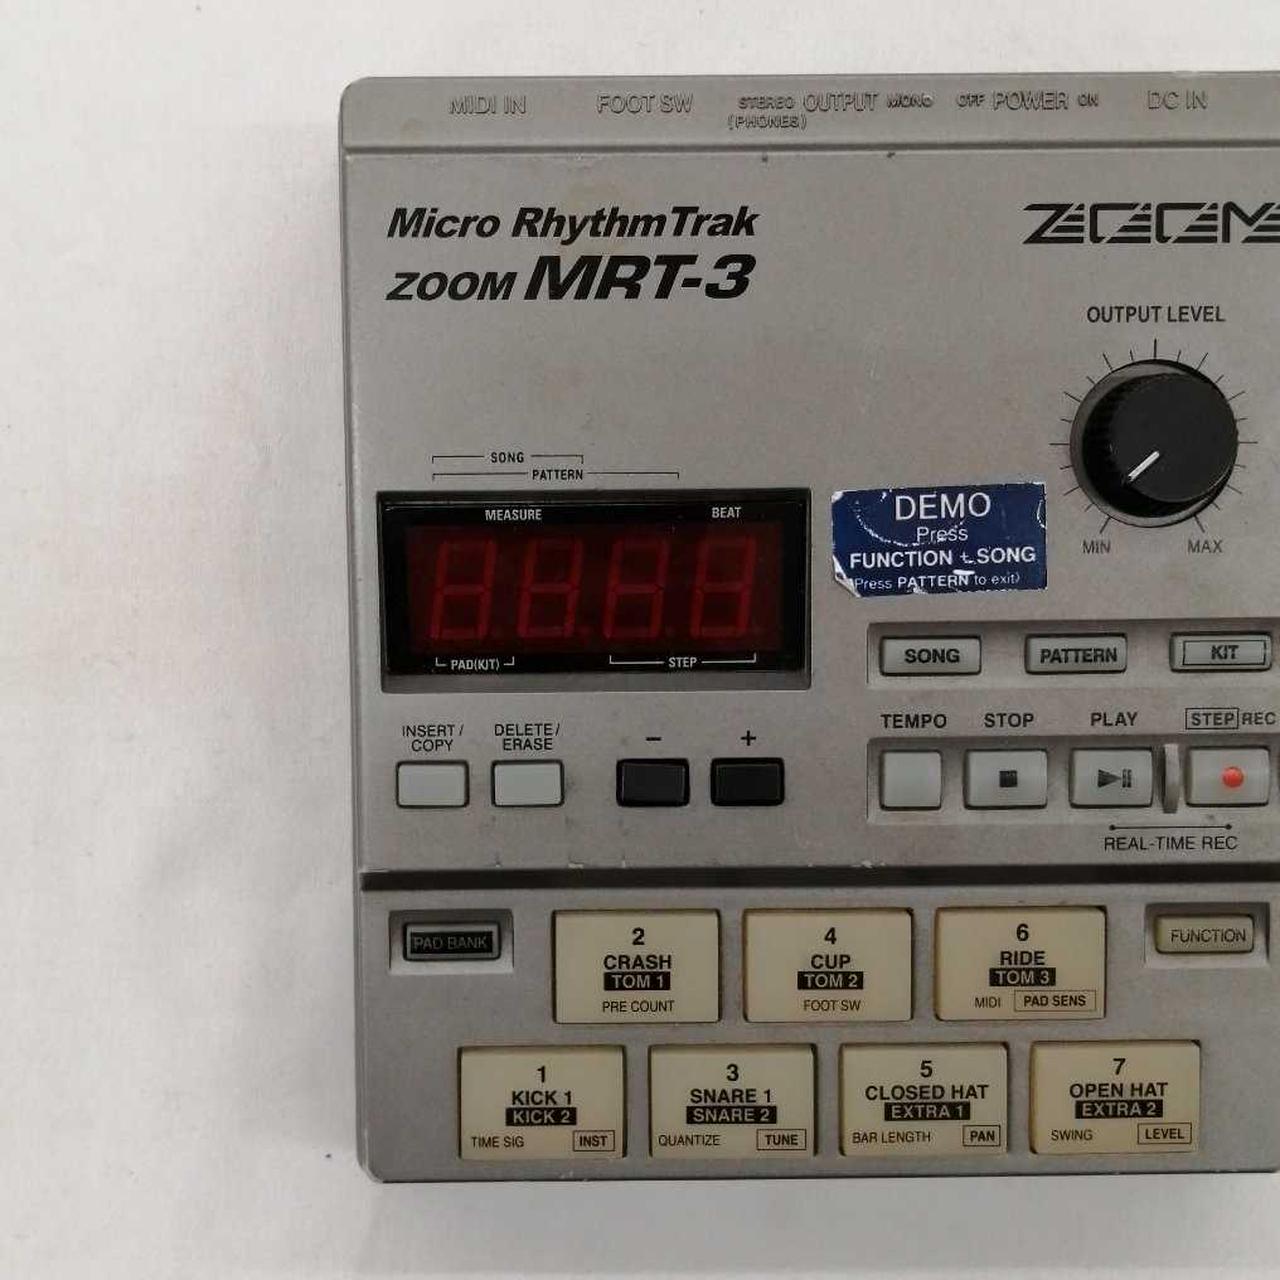 MIDI IN FOOT SW STEREO OUTPUT MONO OFF POWER ON DC IN
(PHONES)
Micro RhythmTrak
ZOOM MRT-3
ZOOM
OUTPUT LEVEL
MIN MAX
SONG
PATTERN
MEASURE BEAT
PAD(KIT) STEP
DEMO
Press
FUNCTION + SONG
(Press PATTERN to exit)
SONG PATTERN KIT
INSERT/
COPY
DELETE/
ERASE
- +
TEMPO STOP PLAY STEP REC
REAL-TIME REC
PAD BANK
2
CRASH
TOM 1
PRE COUNT
4
CUP
TOM 2
FOOT SW
6
RIDE
TOM 3
MIDI PAD SENS
FUNCTION
1
KICK 1
KICK 2
TIME SIG INST
3
SNARE 1
SNARE 2
QUANTIZE TUNE
5
CLOSED HAT
EXTRA 1
BAR LENGTH PAN
7
OPEN HAT
EXTRA 2
SWING LEVEL